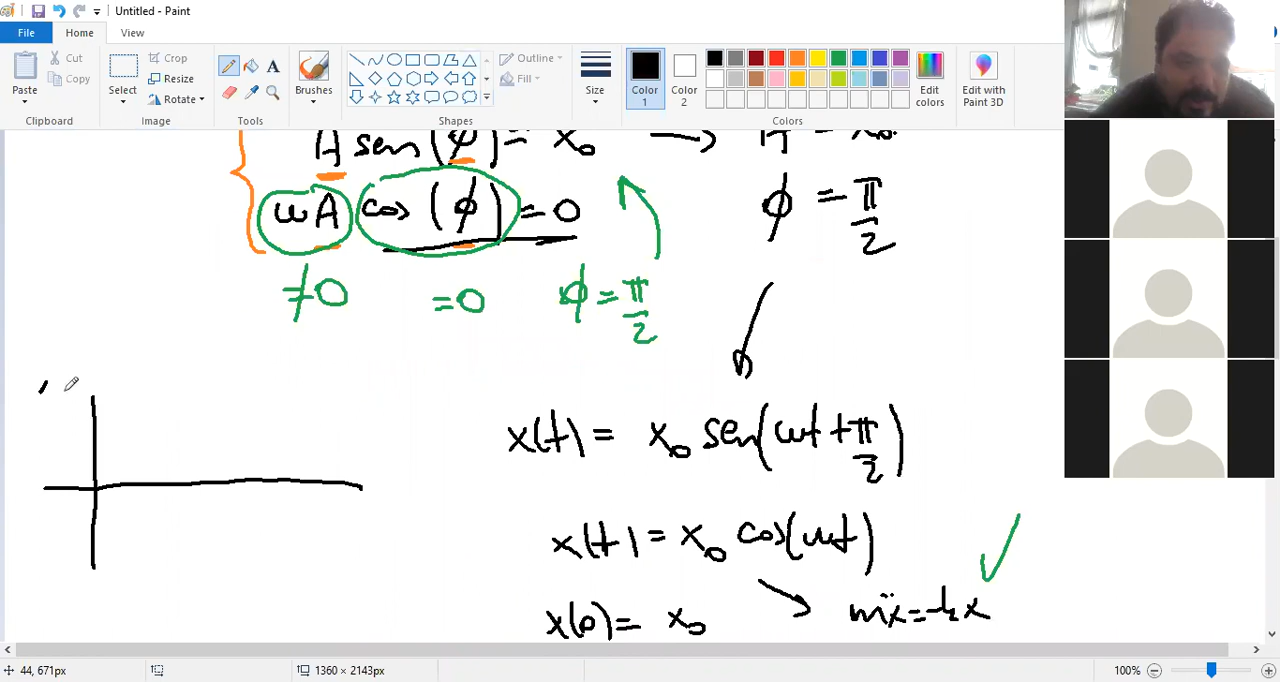 Untitled - Paint
File Home View
Paste
Cut
Copy
Clipboard
Select
Crop
Resize
Rotate
Image
Tools
Brushes
Shapes
Outline
Fill
Size
Color 1
Color 2
Colors
Edit colors
Edit with Paint 3D
A sen(ϕ) = x₀ → A = x₀.
ωA cos(ϕ) = 0
ϕ = π/2
≠0 =0 ϕ = π/2
x(t) = x₀ sen(ωt + π/2)
x(t) = x₀ cos(ωt)
x(0) = x₀
mẍ = -kx
44, 671px
1360 × 2143px
100%